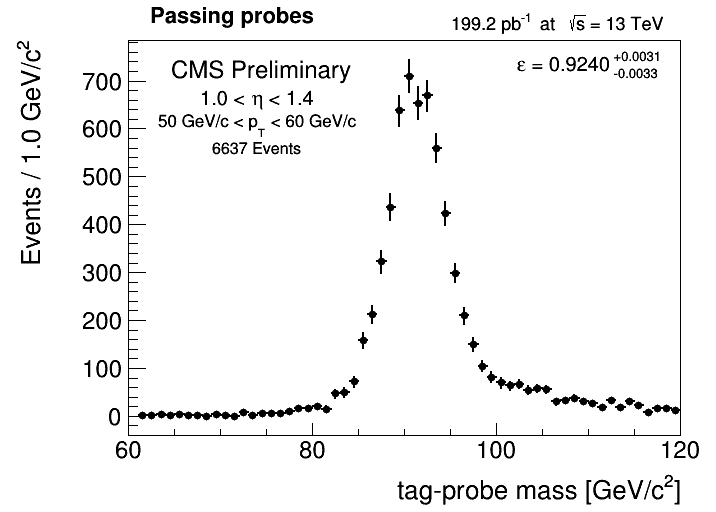 Passing probes
199.2 pb⁻¹ at √s = 13 TeV
CMS Preliminary
1.0 < η < 1.4
50 GeV/c < p_T < 60 GeV/c
6637 Events
ε = 0.9240 +0.0031 -0.0033
Events / 1.0 GeV/c²
700
600
500
400
300
200
100
0
60 80 100 120
tag-probe mass [GeV/c²]